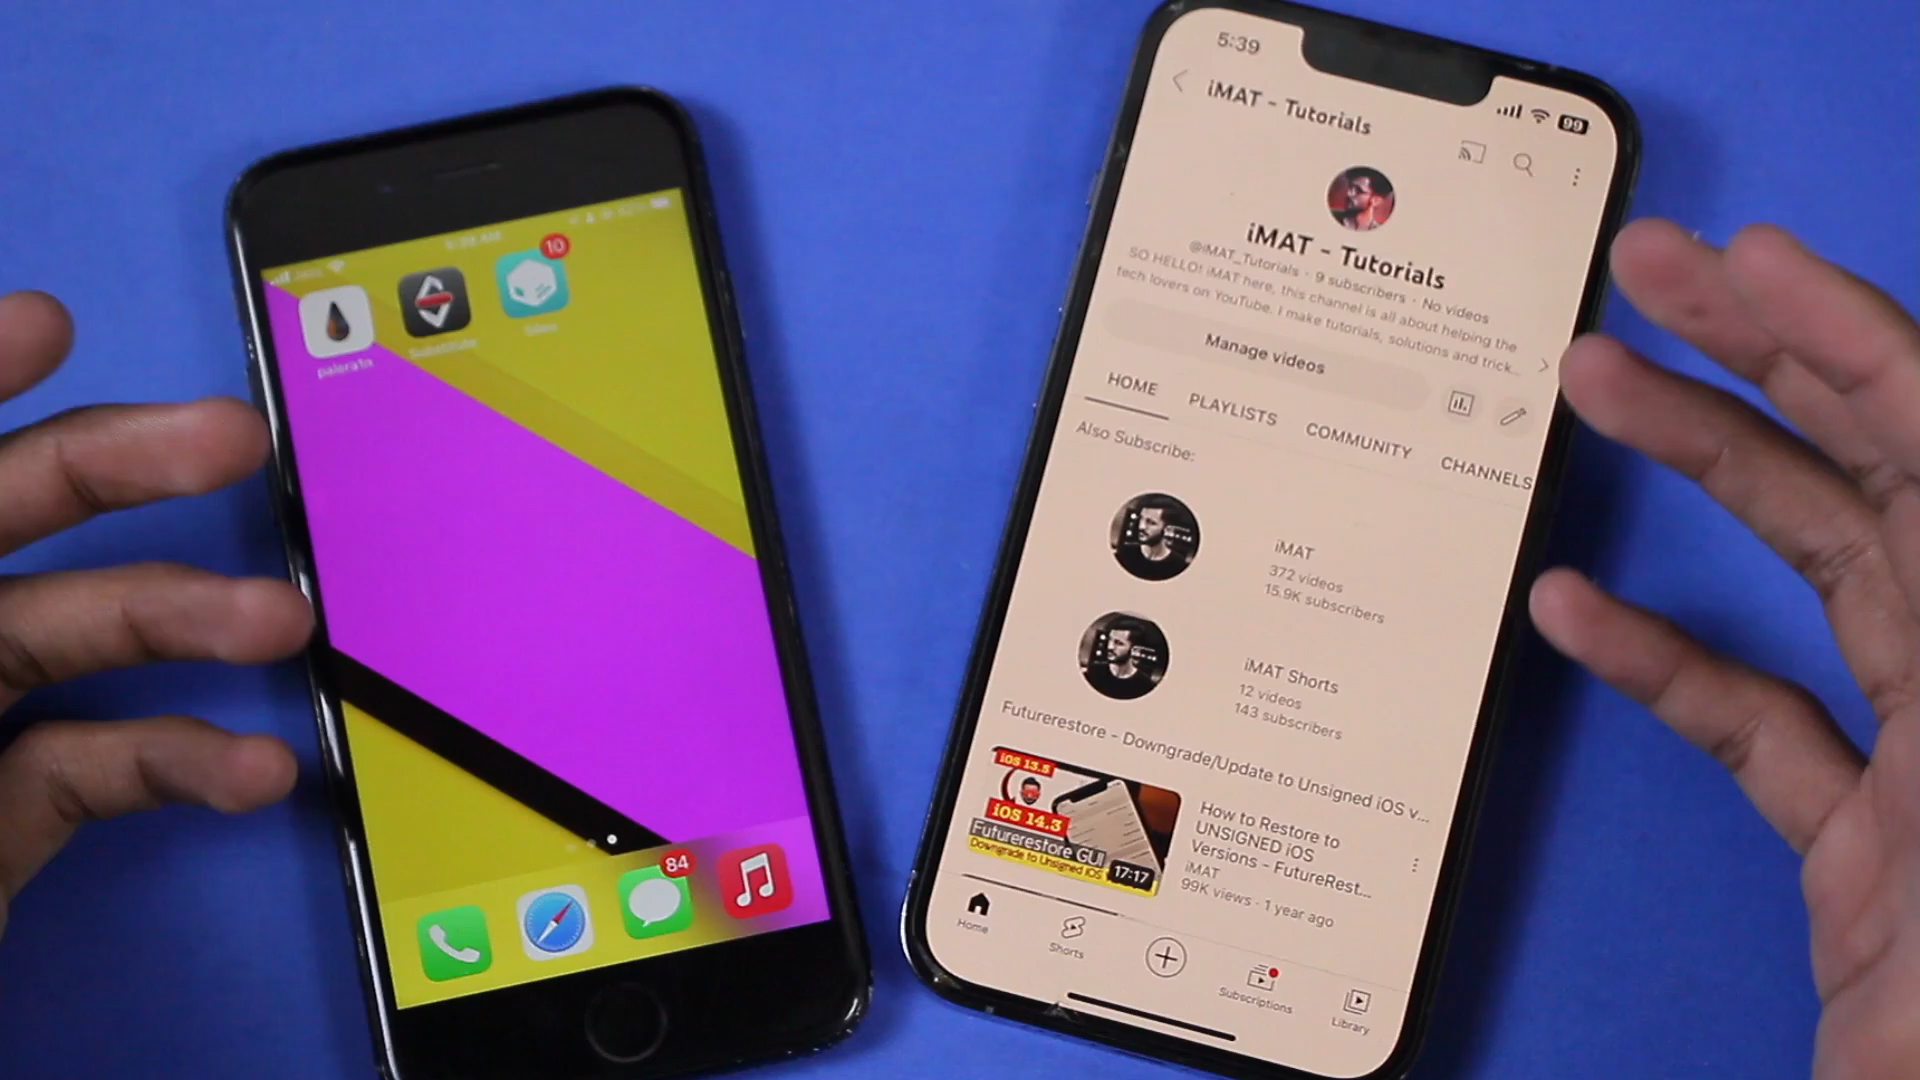 10
palera1n
Substitute
Sileo
84
5:39
99
iMAT - Tutorials
iMAT - Tutorials
@iMAT_Tutorials · 9 subscribers · No videos
SO HELLO! iMAT here, this channel is all about helping the
tech lovers on YouTube. I make tutorials, solutions and trick...
Manage videos
HOME PLAYLISTS COMMUNITY CHANNELS
Also Subscribe:
iMAT
372 videos
15.9K subscribers
iMAT Shorts
12 videos
143 subscribers
Futurerestore - Downgrade/Update to Unsigned iOS v...
iOS 13.5
iOS 14.3
Futurerestore GUI
Downgrade to Unsigned iOS
17:17
How to Restore to
UNSIGNED iOS
Versions - FutureRest...
iMAT
99K views · 1 year ago
Home
Shorts
Subscriptions
Library